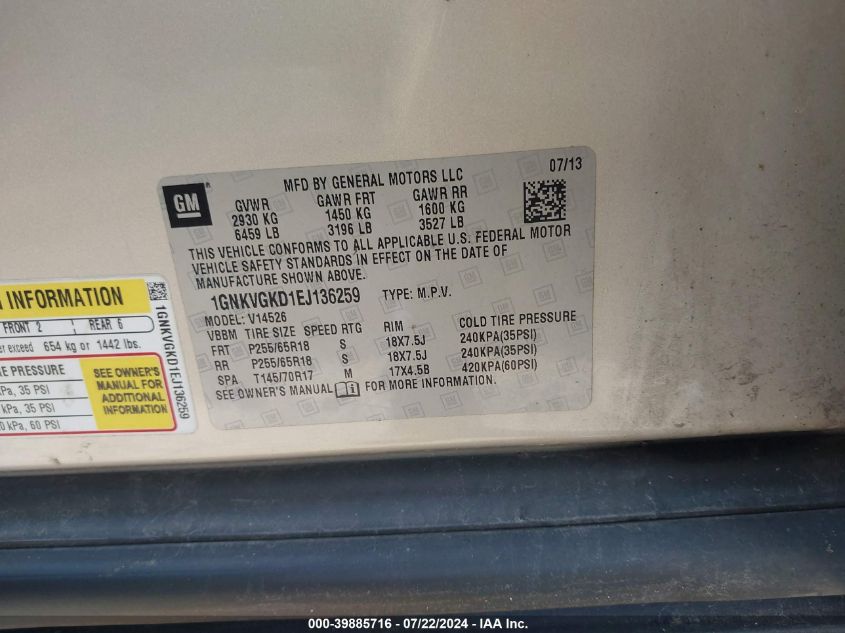 MFD BY GENERAL MOTORS LLC 07/13
GM
GVWR GAWR FRT GAWR RR
2930 KG 1450 KG 1600 KG
6459 LB 3196 LB 3527 LB
THIS VEHICLE CONFORMS TO ALL APPLICABLE U.S. FEDERAL MOTOR
VEHICLE SAFETY STANDARDS IN EFFECT ON THE DATE OF
MANUFACTURE SHOWN ABOVE.
1GNKVGKD1EJ136259 TYPE: M.P.V.
MODEL: V14526
VBBM TIRE SIZE SPEED RTG RIM COLD TIRE PRESSURE
FRT P255/65R18 S 18X7.5J 240KPA(35PSI)
RR P255/65R18 S 18X7.5J 240KPA(35PSI)
SPA T145/70R17 M 17X4.5B 420KPA(60PSI)
SEE OWNER'S MANUAL FOR MORE INFORMATION.
INFORMATION
FRONT 2 REAR 6
exceed 654 kg or 1442 lbs.
PRESSURE
kPa, 35 PSI
kPa, 35 PSI
kPa, 60 PSI
SEE OWNER'S
MANUAL FOR
ADDITIONAL
INFORMATION
1GNKVGKD1EJ136259
000-39885716 - 07/22/2024 - IAA Inc.